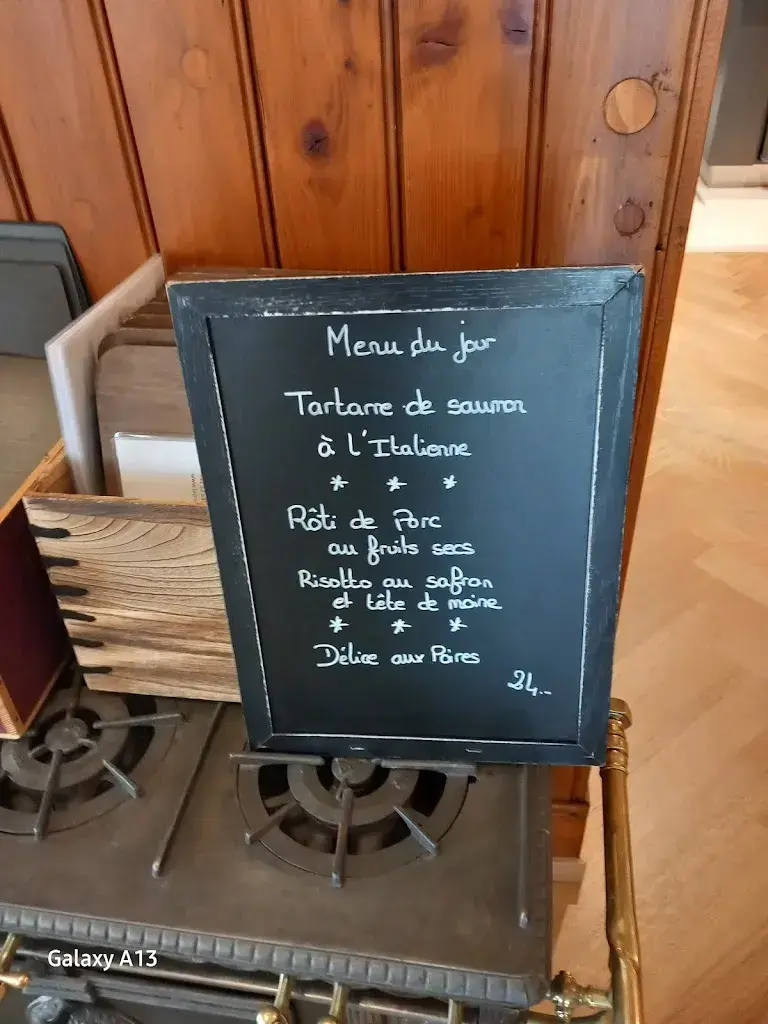 Menu du jour
Tartare de saumon
à l'Italienne
* * *
Rôti de Porc
au fruits secs
Risotto au safran
et tête de moine
* * *
Délice aux Poires
24.-
Galaxy A13